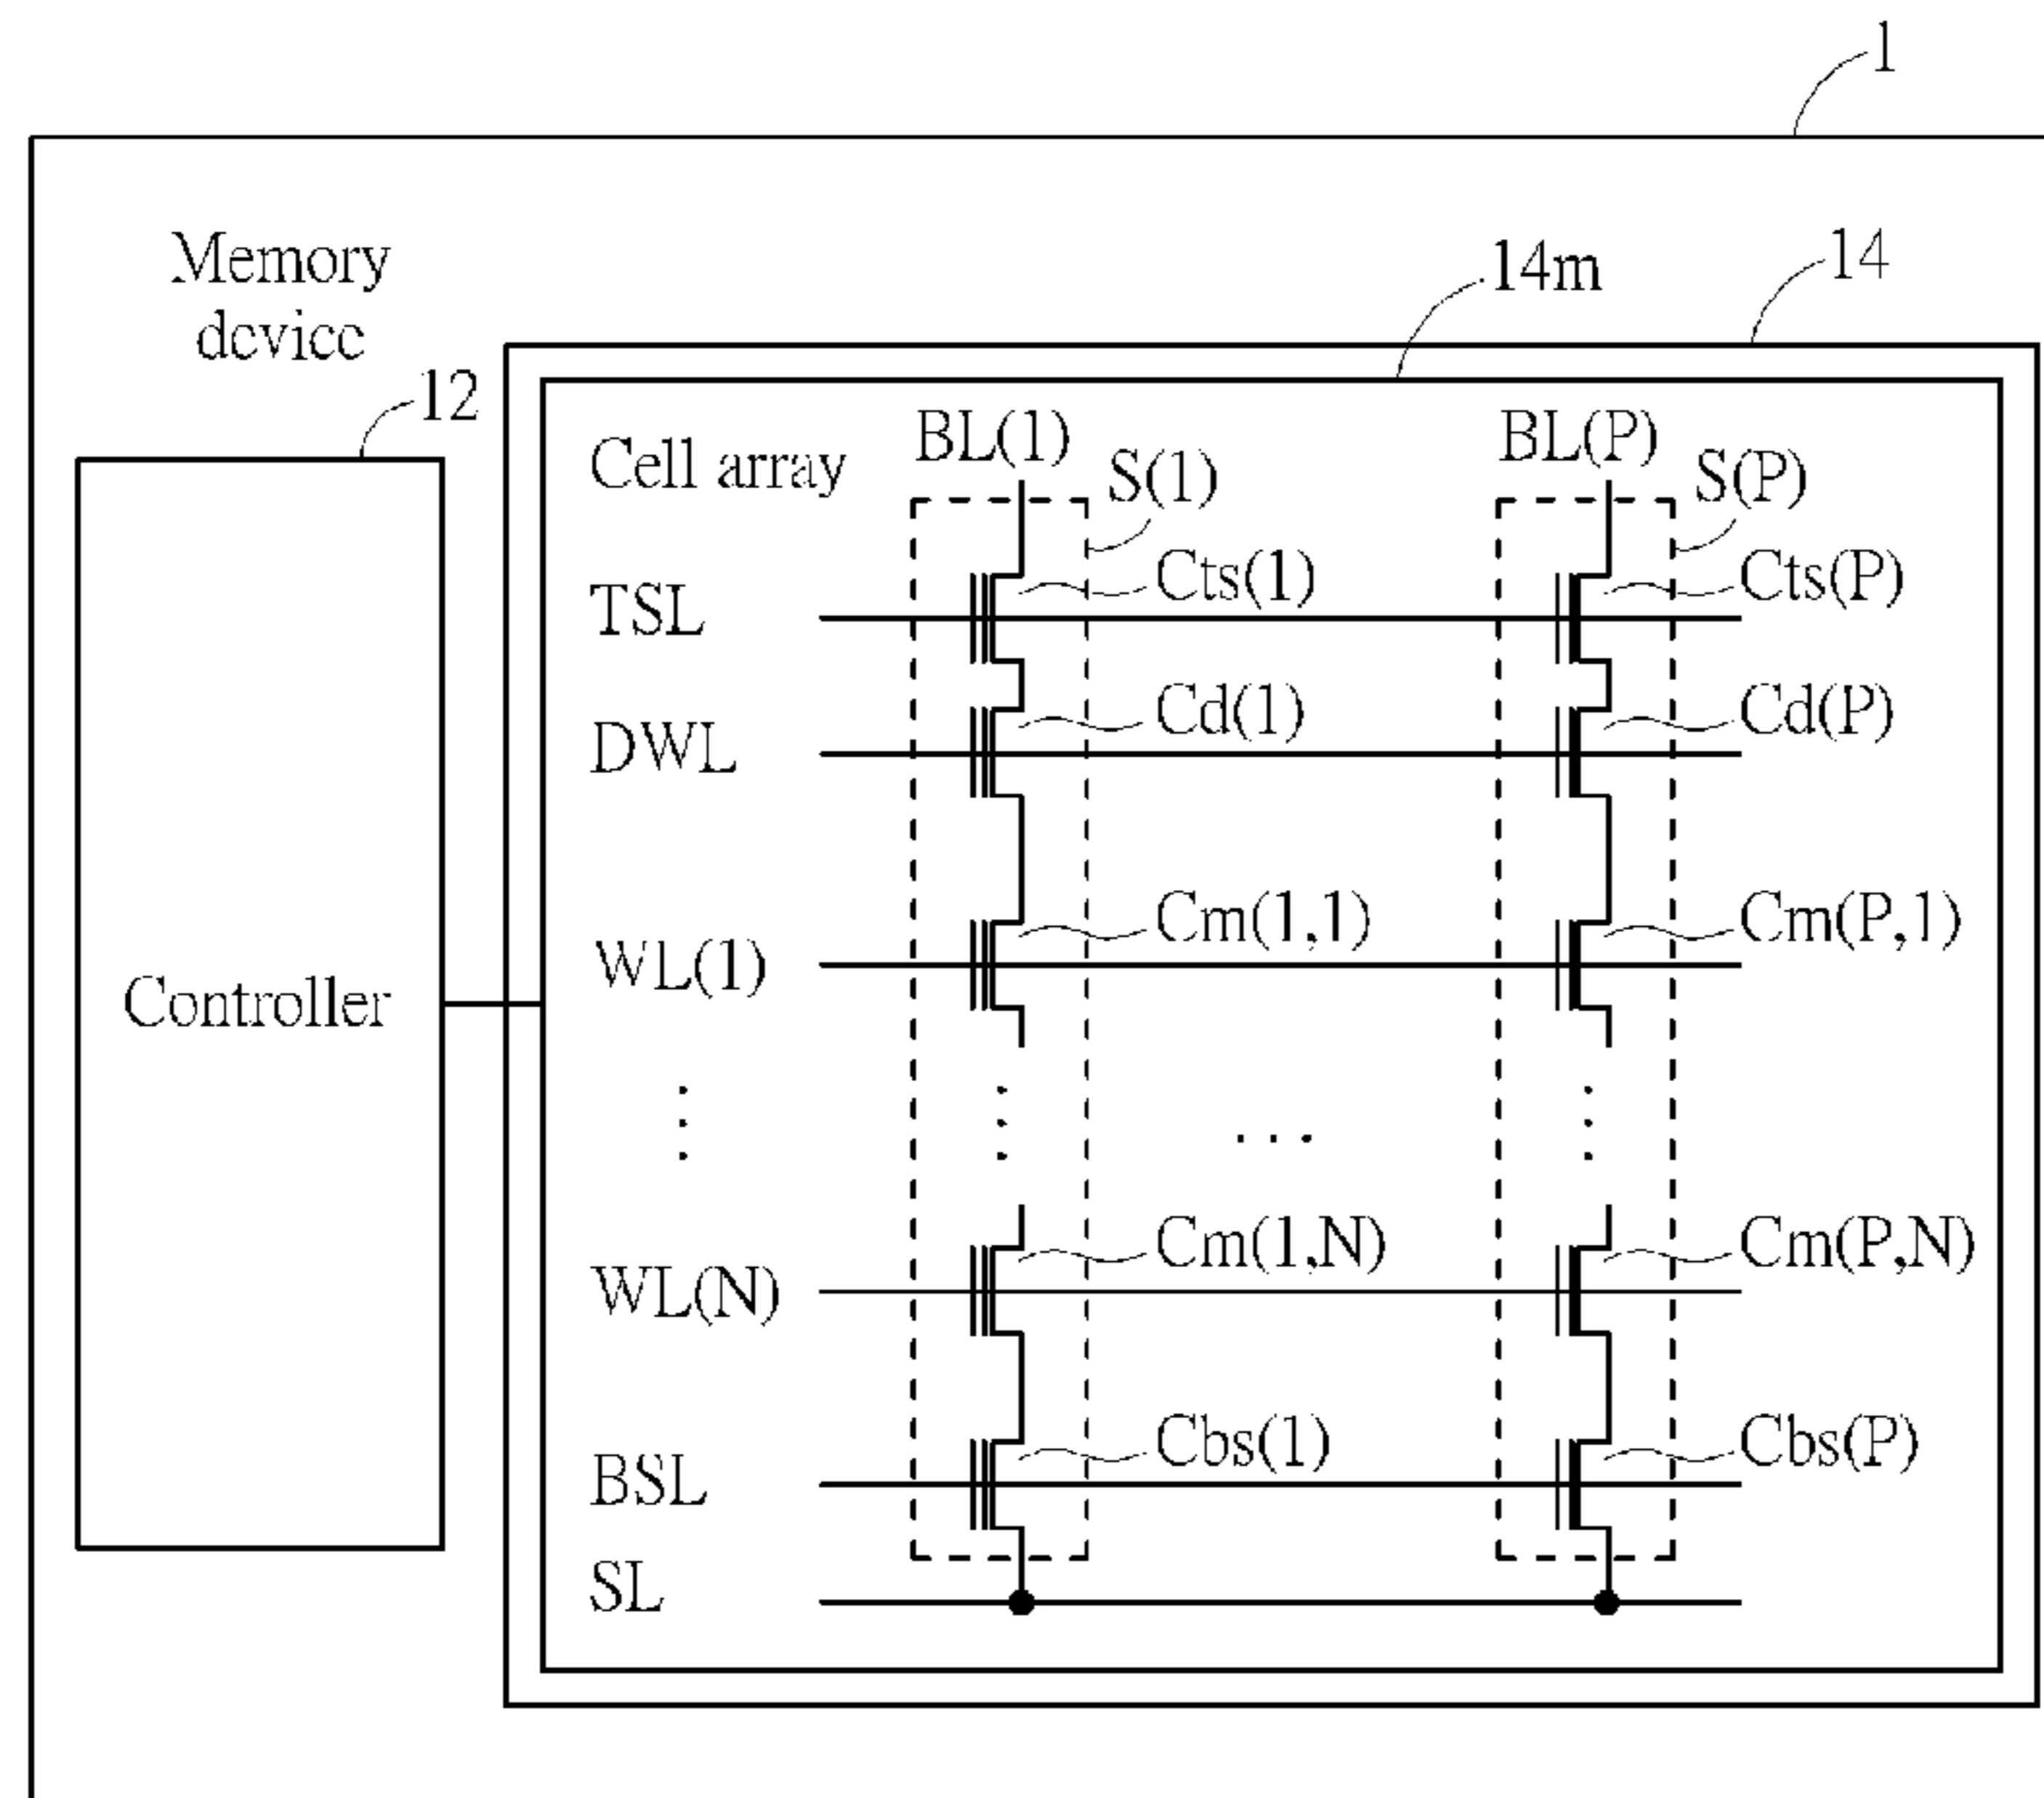 1
Memory
device
14m
14
12
Cell array
BL(1)
S(1)
BL(P)
S(P)
TSL
Cts(1)
Cts(P)
DWL
Cd(1)
Cd(P)
WL(1)
Cm(1,1)
Cm(P,1)
Controller
⋮
⋮
⋮
...
WL(N)
Cm(1,N)
Cm(P,N)
BSL
Cbs(1)
Cbs(P)
SL